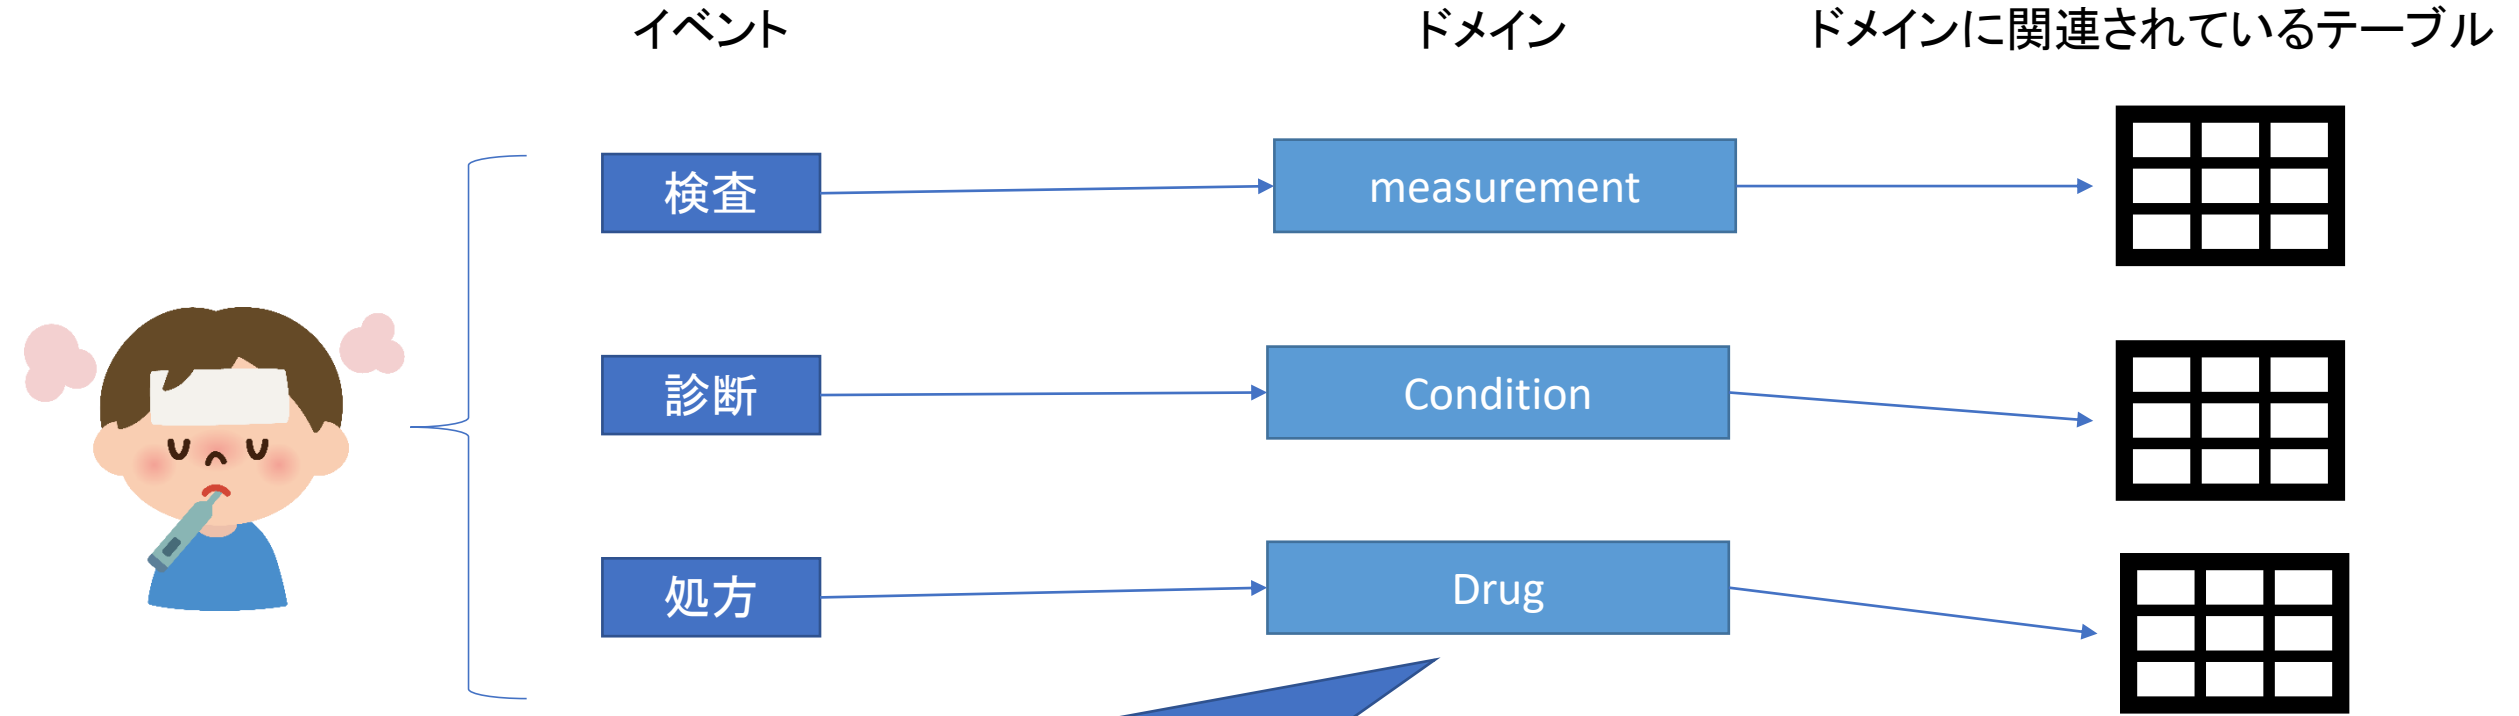 イベント
ドメイン
ドメインに関連されているテーブル
検査
measurement
診断
Condition
処方
Drug